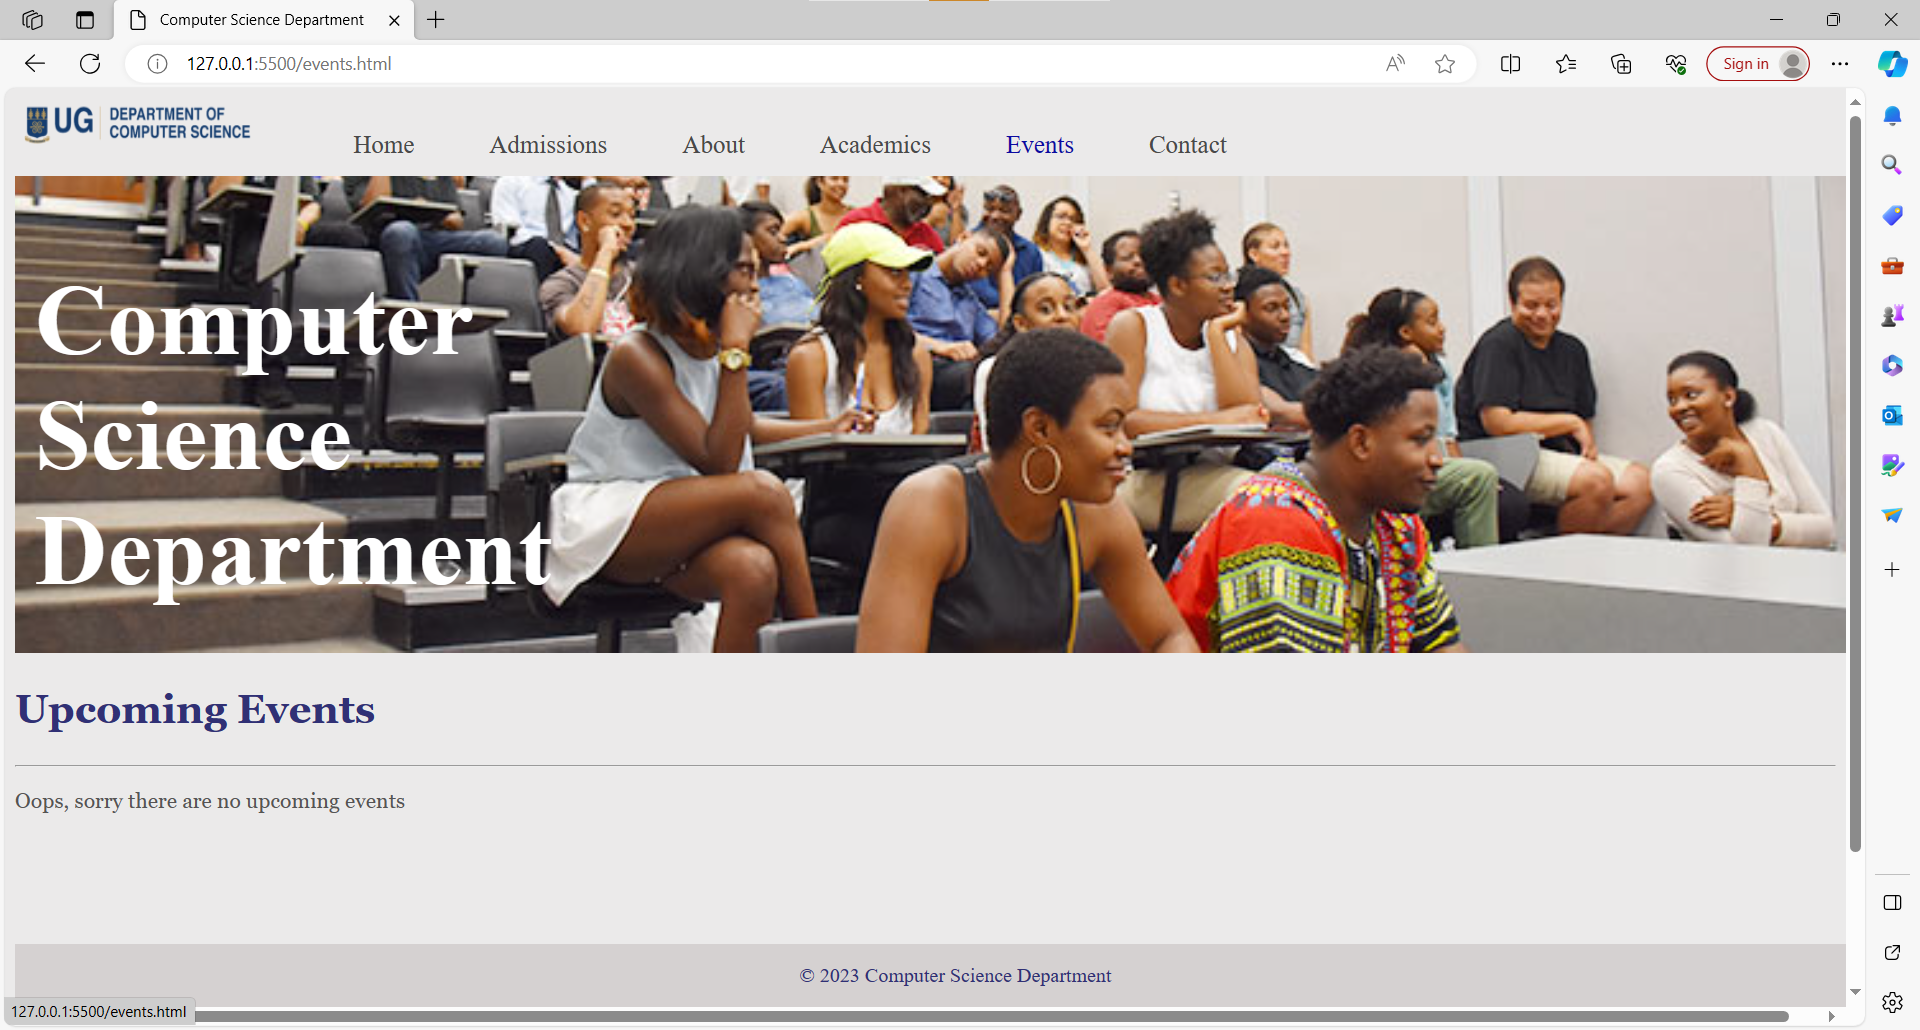 Computer Science Department
127.0.0.1:5500/events.html
Sign in
UG DEPARTMENT OF
COMPUTER SCIENCE
Home Admissions About Academics Events Contact
Computer
Science
Department
Upcoming Events
Oops, sorry there are no upcoming events
© 2023 Computer Science Department
127.0.0.1:5500/events.html